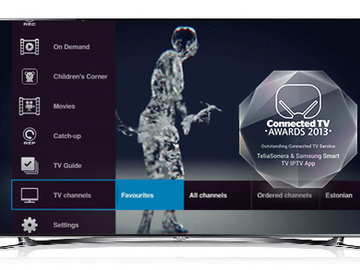 REC
On Demand
Children's Corner
Movies
REP
Catch-up
TV Guide
TV channels
Favourites
All channels
Ordered channels
Estonian
Settings
Connected TV
AWARDS 2013
Outstanding Connected TV Service
TeliaSonera & Samsung Smart
TV IPTV App